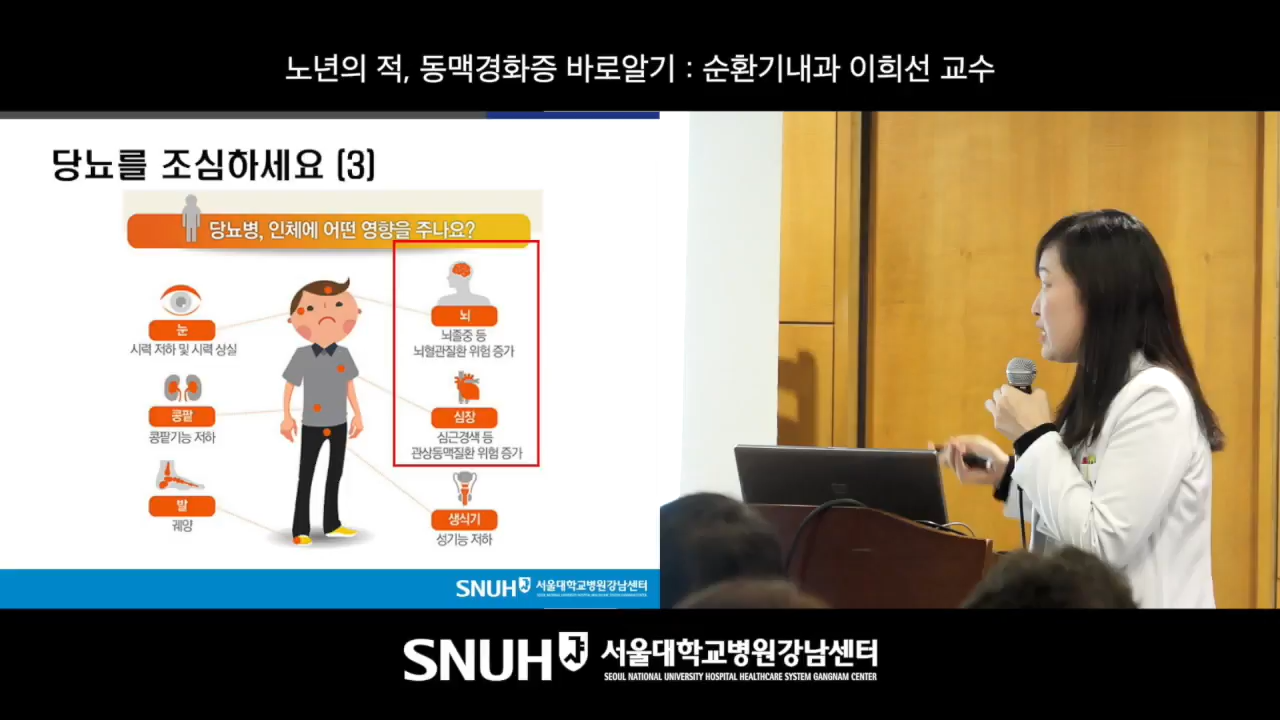 노년의 적, 동맥경화증 바로알기 : 순환기내과 이희선 교수
당뇨를 조심하세요 (3)
당뇨병, 인체에 어떤 영향을 주나요?
눈
시력 저하 및 시력 상실
콩팥
콩팥기능 저하
발
궤양
뇌
뇌졸중 등
뇌혈관질환 위험 증가
심장
심근경색 등
관상동맥질환 위험 증가
생식기
성기능 저하
SNUH 서울대학교병원강남센터
SNUH 서울대학교병원강남센터
SEOUL NATIONAL UNIVERSITY HOSPITAL HEALTHCARE SYSTEM GANGNAM CENTER